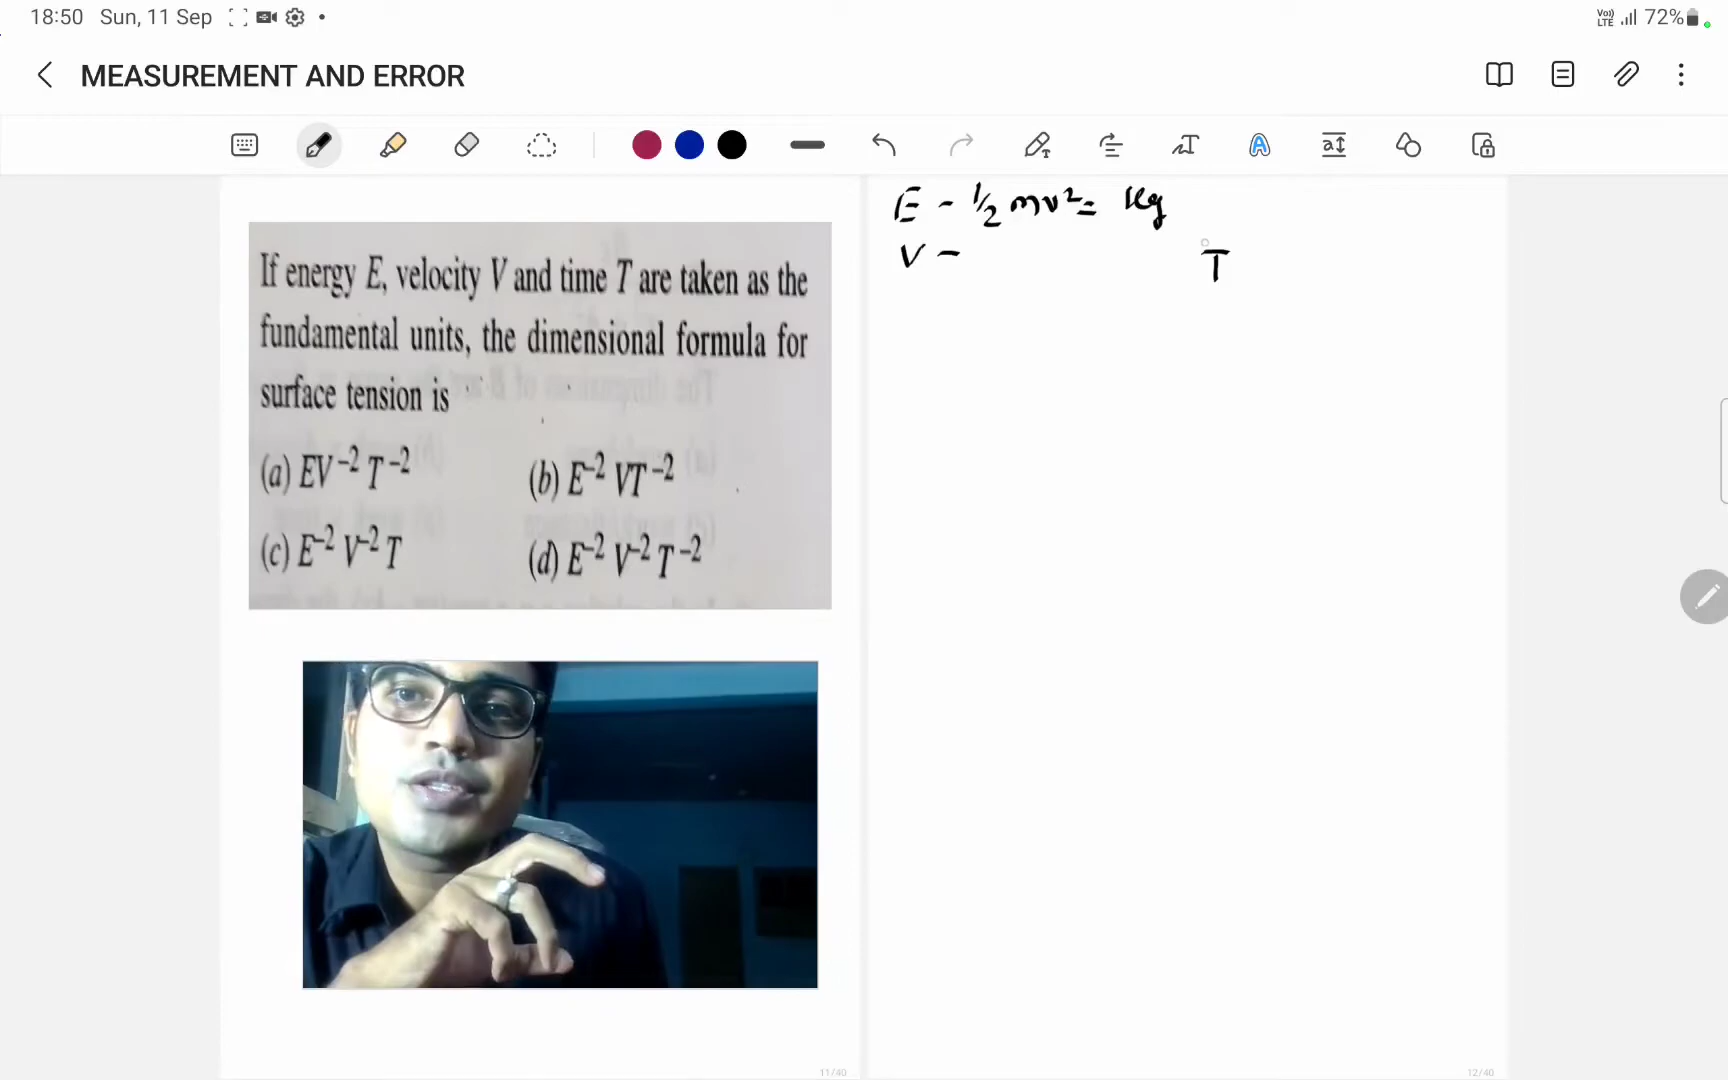 18:50 Sun, 11 Sep
Vo))
LTE 72%
MEASUREMENT AND ERROR
E - 1/2 mv² = kg
V -
T
If energy E, velocity V and time T are taken as the
fundamental units, the dimensional formula for
surface tension is
(a) EV⁻² T⁻² (b) E⁻² VT⁻²
(c) E⁻² V⁻² T (d) E⁻² V⁻² T⁻²
11/40
12/40